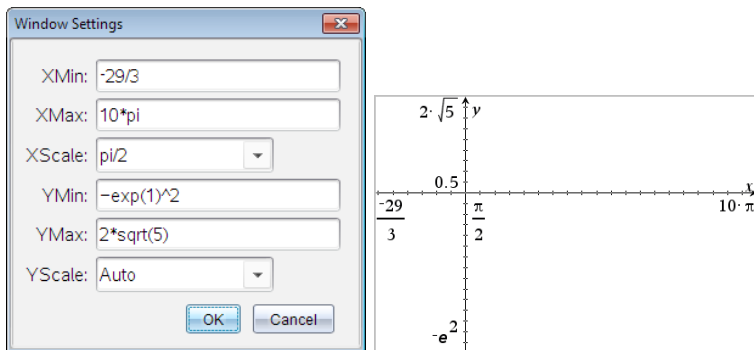 Window Settings
XMin: -29/3
XMax: 10*pi
XScale: pi/2
YMin: −exp(1)^2
YMax: 2*sqrt(5)
YScale: Auto
OK Cancel
2·√5 y
0.5
x
-29/3 π/2 10·π
-e²